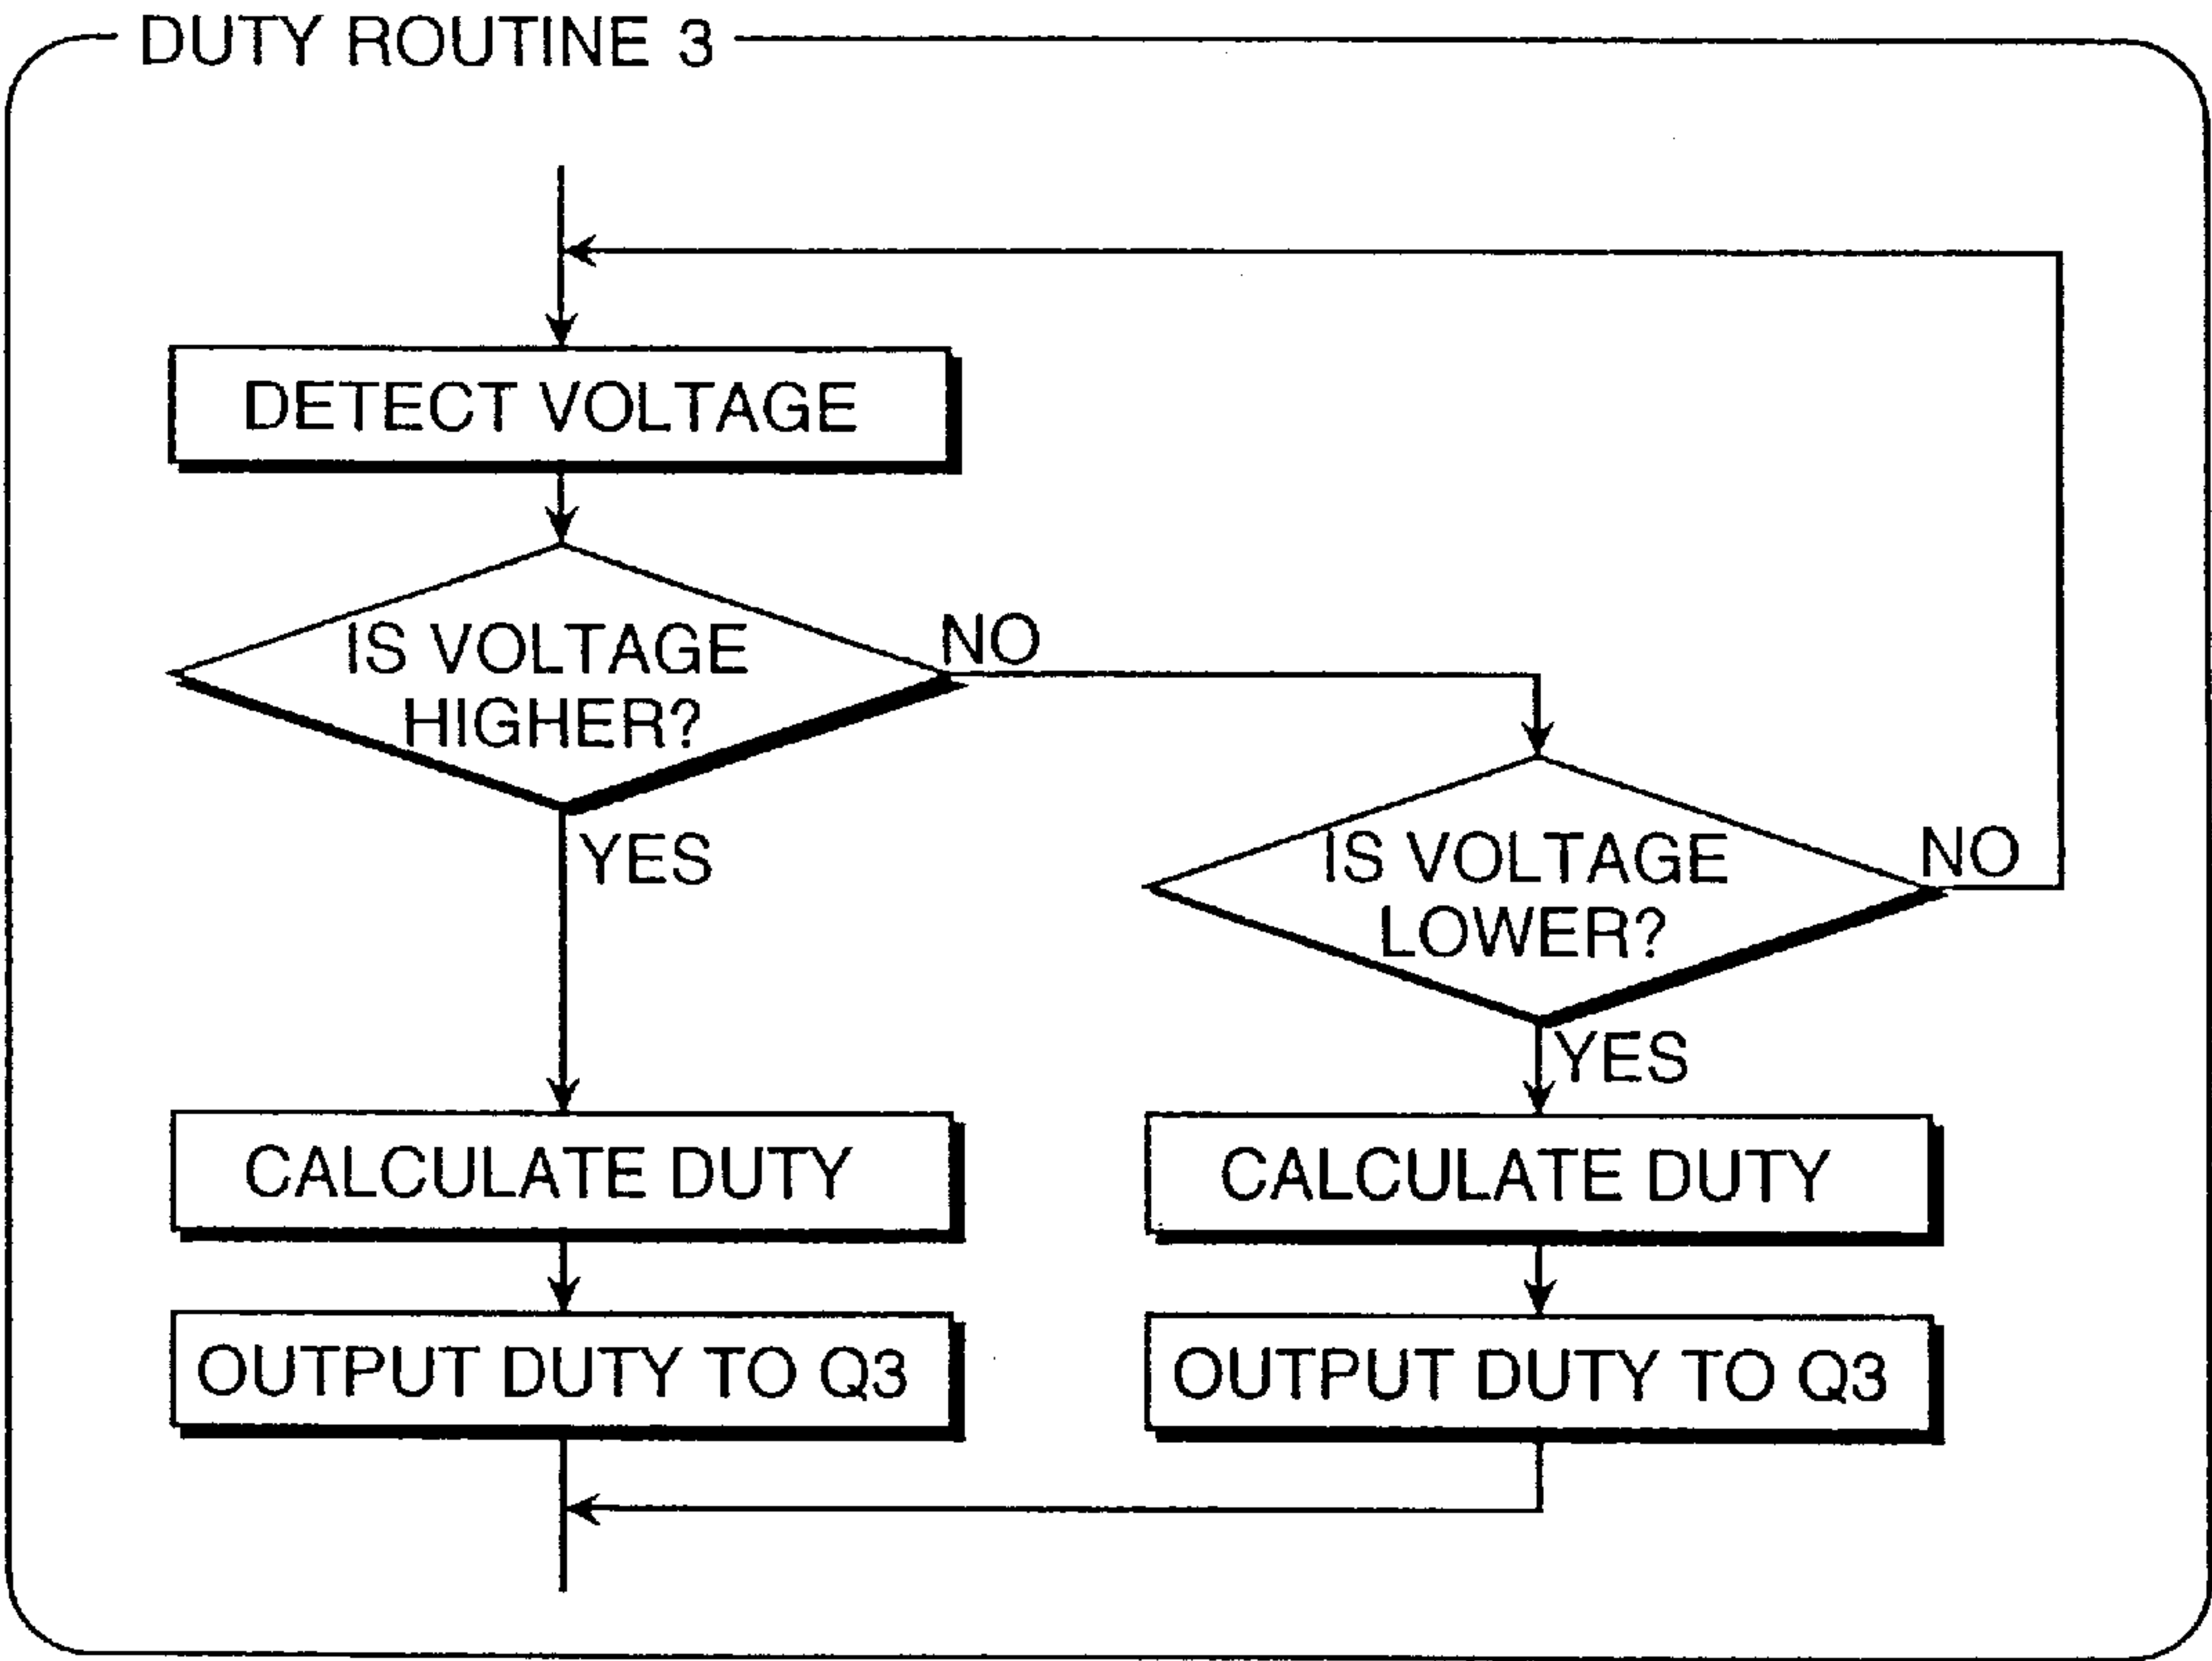 DUTY ROUTINE 3
DETECT VOLTAGE
IS VOLTAGE
HIGHER?
NO
YES
IS VOLTAGE
LOWER?
NO
YES
CALCULATE DUTY
CALCULATE DUTY
OUTPUT DUTY TO Q3
OUTPUT DUTY TO Q3